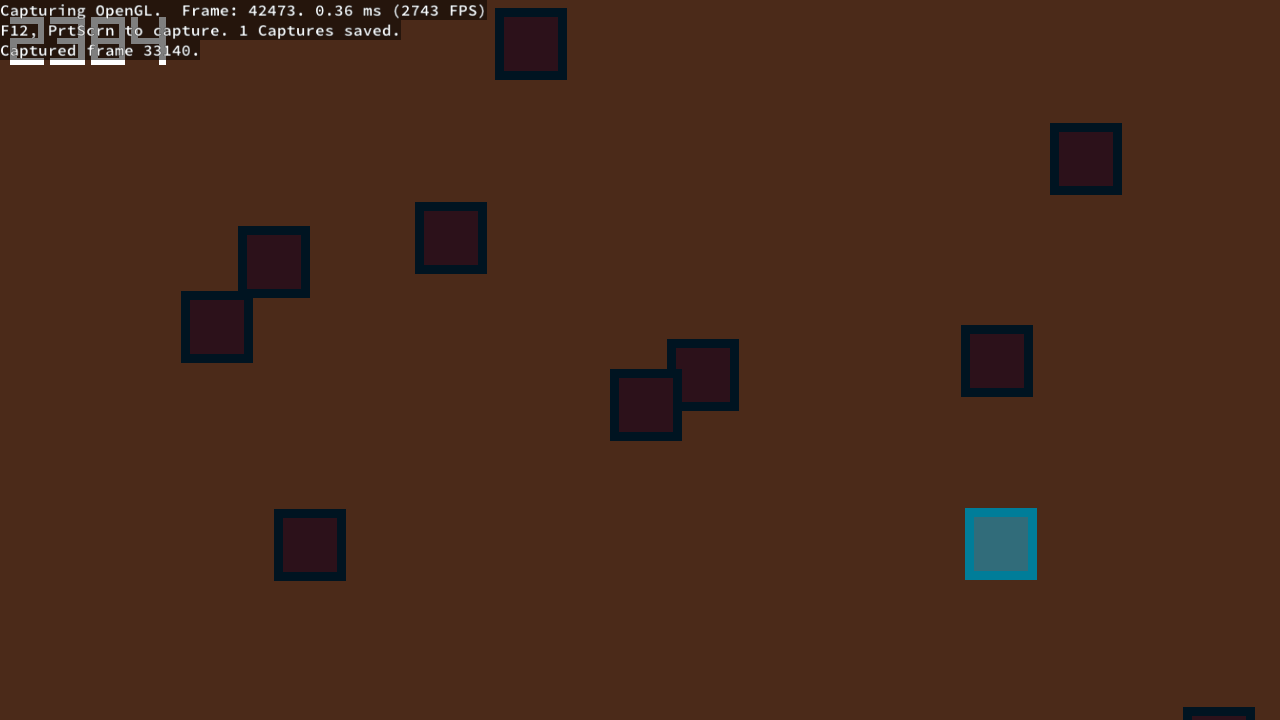 Capturing OpenGL.  Frame: 42473. 0.36 ms (2743 FPS)
F12, PrtScrn to capture. 1 Captures saved.
2384
Captured frame 33140.